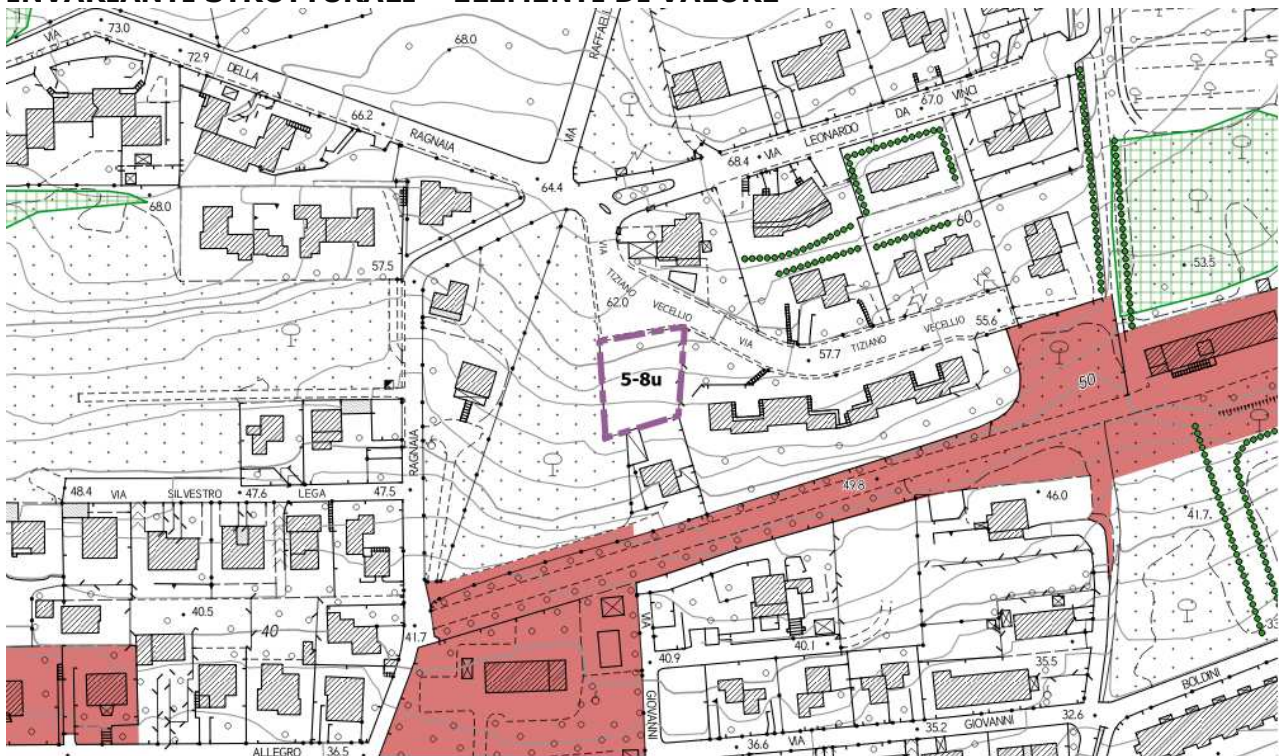 INVARIANTI STRUTTURALI – ELEMENTI DI VALORE
VIA
73.0
72.9
DELLA
68.0
RAFFAELLO
66.2
RAGNAIA
VIA
67.0
DA
VINCI
LEONARDO
VIA
68.4
64.4
68.0
60
57.5
53.5
VIA
TIZIANO
62.0
VECELLIO
VIA
57.7
TIZIANO
VECELLIO
55.6
5-8u
50
RAGNAIA
48.4
VIA
SILVESTRO
47.6
LEGA
47.5
49.8
46.0
41.7
40.5
40
41.7
VIA
40.9
40.1
35.5
GIOVANNI
BOLDINI
35.2
GIOVANNI
32.6
36.6
VIA
ALLEGRO
36.5